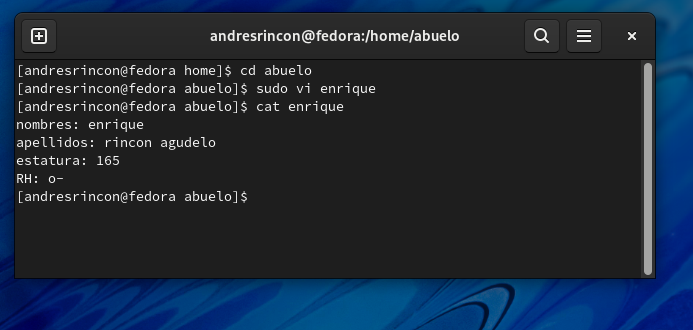 andresrincon@fedora:/home/abuelo
[andresrincon@fedora home]$ cd abuelo
[andresrincon@fedora abuelo]$ sudo vi enrique
[andresrincon@fedora abuelo]$ cat enrique
nombres: enrique
apellidos: rincon agudelo
estatura: 165
RH: o-
[andresrincon@fedora abuelo]$